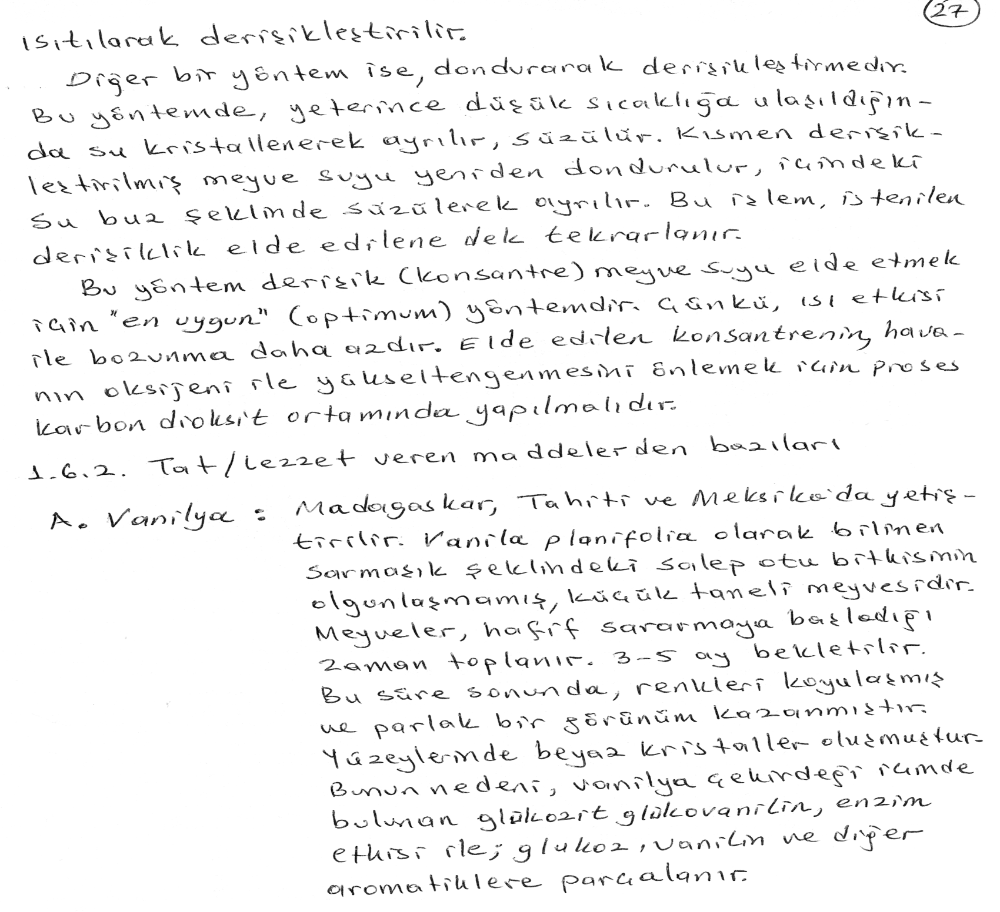 27
ısıtılarak derişikleştirilir.
Diğer bir yöntem ise, dondurarak derişikleştirmedir.
Bu yöntemde, yeterince düşük sıcaklığa ulaşıldığın-
da su kristallenerek ayrılır, süzülür. Kısmen derişik-
leştirilmiş meyve suyu yeniden dondurulur, içindeki
su buz şeklinde süzülerek ayrılır. Bu işlem, istenilen
derişiklik elde edilene dek tekrarlanır.
Bu yöntem derişik (konsantre) meyve suyu elde etmek
için "en uygun" (optimum) yöntemdir. Çünkü, ısı etkisi
ile bozunma daha azdır. Elde edilen konsantrenin, hava-
nın oksijeni ile yükseltengenmesini önlemek için proses
karbon dioksit ortamında yapılmalıdır.
1.6.2. Tat/Lezzet veren maddelerden bazıları
A. Vanilya : Madagaskar, Tahiti ve Meksika'da yetiş-
tirilir. Vanila planifolia olarak bilinen
sarmaşık şeklindeki salep otu bitkisinin
olgunlaşmamış, küçük taneli meyvesidir.
Meyveler, hafif sararmaya başladığı
zaman toplanır. 3-5 ay bekletilir.
Bu süre sonunda, renkleri koyulaşmış
ve parlak bir görünüm kazanmıştır.
Yüzeylerinde beyaz kristaller oluşmuştur.
Bunun nedeni, vanilya çekirdeği içinde
bulunan glükozit glükovanilin, enzim
etkisi ile; glukoz, vanilin ve diğer
aromatiklere parçalanır.